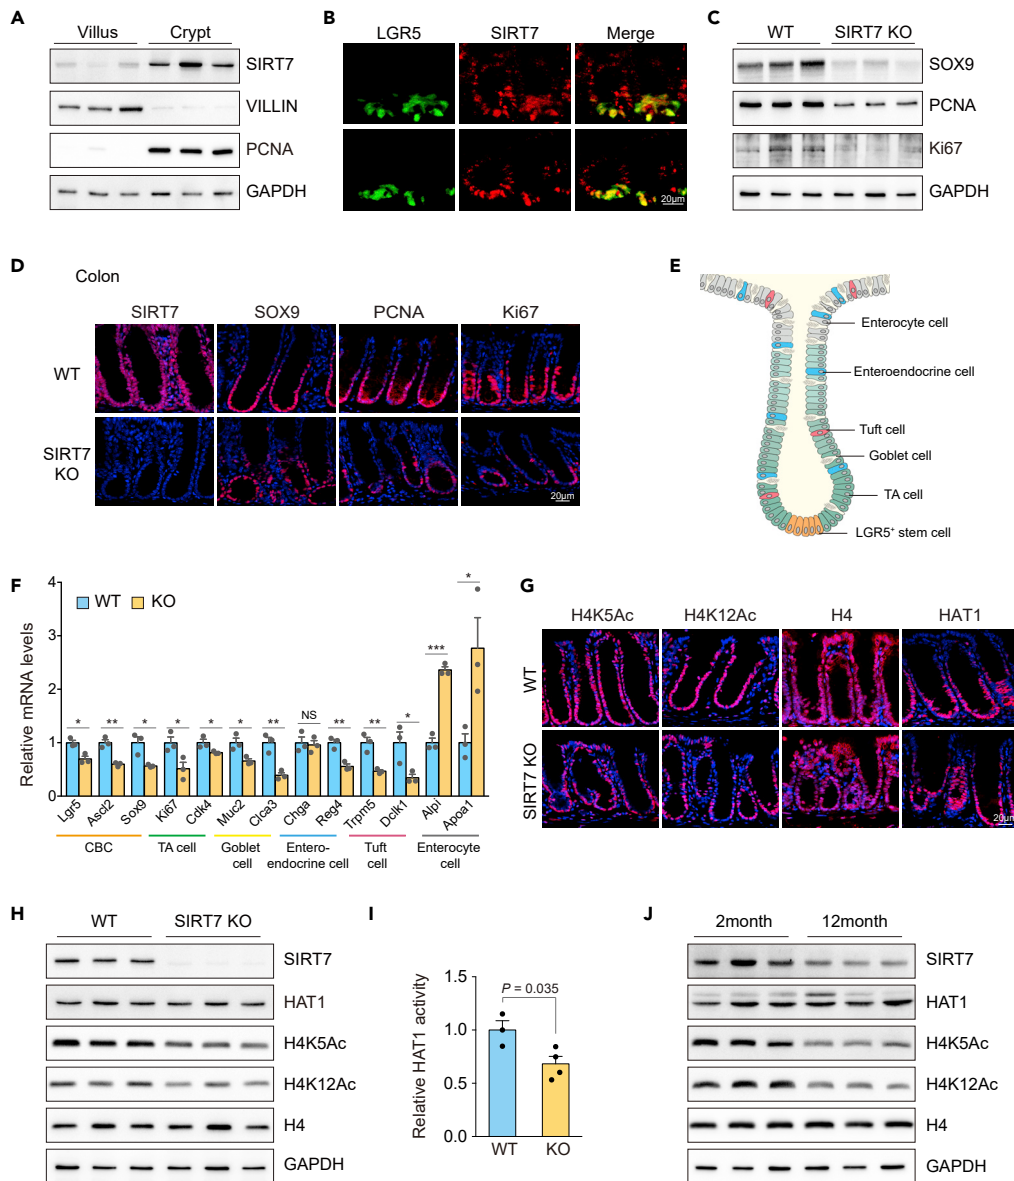 A
Villus
Crypt
SIRT7
VILLIN
PCNA
GAPDH
B
LGR5
SIRT7
Merge
20µm
C
WT
SIRT7 KO
SOX9
PCNA
Ki67
GAPDH
D
Colon
SIRT7
SOX9
PCNA
Ki67
WT
SIRT7
KO
20µm
E
Enterocyte cell
Enteroendocrine cell
Tuft cell
Goblet cell
TA cell
LGR5⁺ stem cell
F
WT
KO
Relative mRNA levels
4
3
2
1
0
*
**
*
*
*
*
**
NS
**
**
*
***
*
Lgr5
Ascl2
Sox9
Ki67
Cdk4
Muc2
Clca3
Chga
Reg4
Trpm5
Dclk1
Alpi
Apoa1
CBC
TA cell
Goblet
cell
Entero-
endocrine cell
Tuft
cell
Enterocyte
cell
G
H4K5Ac
H4K12Ac
H4
HAT1
WT
SIRT7 KO
20µm
H
WT
SIRT7 KO
SIRT7
HAT1
H4K5Ac
H4K12Ac
H4
GAPDH
I
Relative HAT1 activity
1.5
1.0
0.5
0.0
P = 0.035
WT
KO
J
2month
12month
SIRT7
HAT1
H4K5Ac
H4K12Ac
H4
GAPDH